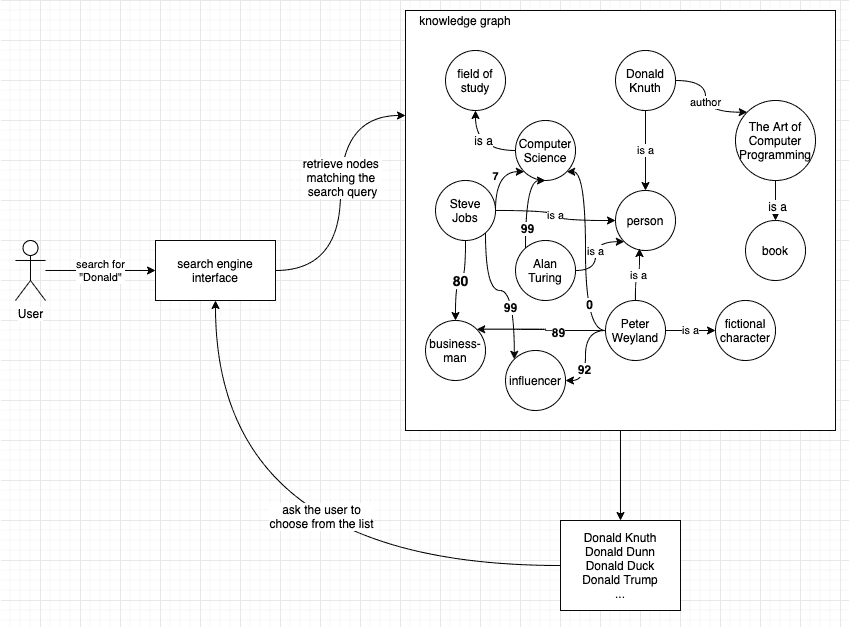 knowledge graph
field of
study
Donald
Knuth
author
The Art of
Computer
Programming
is a
Computer
Science
is a
retrieve nodes
matching the
search query
7
Steve
Jobs
is a
person
is a
book
99
is a
Alan
Turing
search for
"Donald"
search engine
interface
User
80
99
0
is a
89
Peter
Weyland
is a
fictional
character
business-
man
influencer
92
ask the user to
choose from the list
Donald Knuth
Donald Dunn
Donald Duck
Donald Trump
...